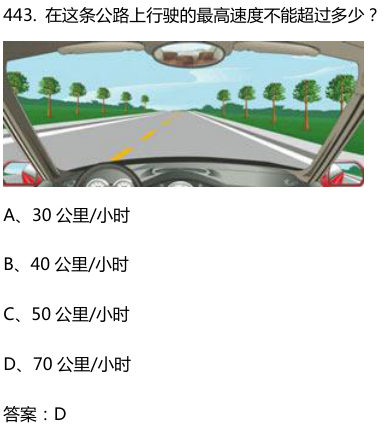 443. 在这条公路上行驶的最高速度不能超过多少？
A、30 公里/小时
B、40 公里/小时
C、50 公里/小时
D、70 公里/小时
答案：D